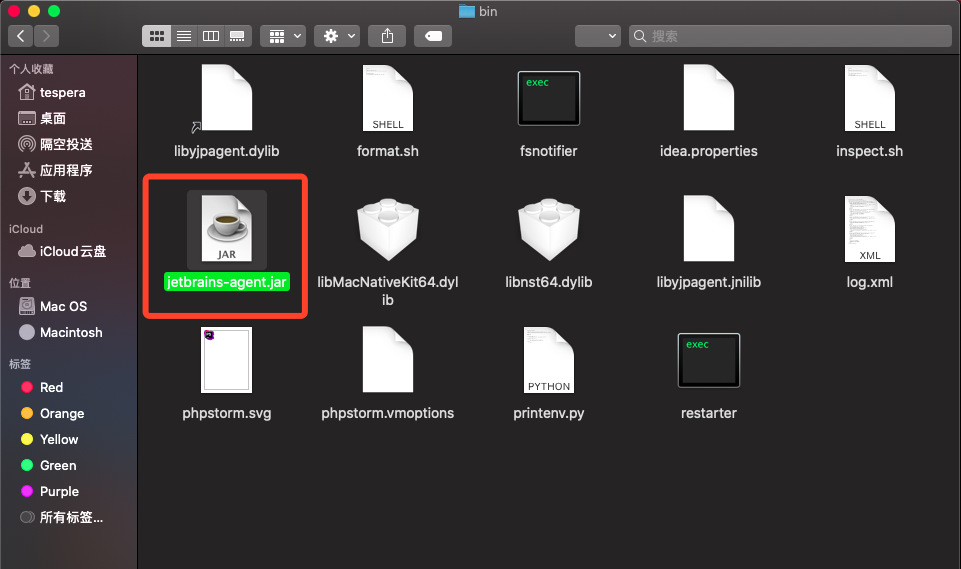 bin
搜索
个人收藏
tespera
桌面
隔空投送
应用程序
下载
iCloud
iCloud云盘
位置
Mac OS
Macintosh
标签
Red
Orange
Yellow
Green
Purple
所有标签...
libyjpagent.dylib
SHELL
format.sh
exec
fsnotifier
idea.properties
SHELL
inspect.sh
JAR
jetbrains-agent.jar
libMacNativeKit64.dyl
ib
libnst64.dylib
libyjpagent.jnilib
XML
log.xml
phpstorm.svg
phpstorm.vmoptions
PYTHON
printenv.py
exec
restarter